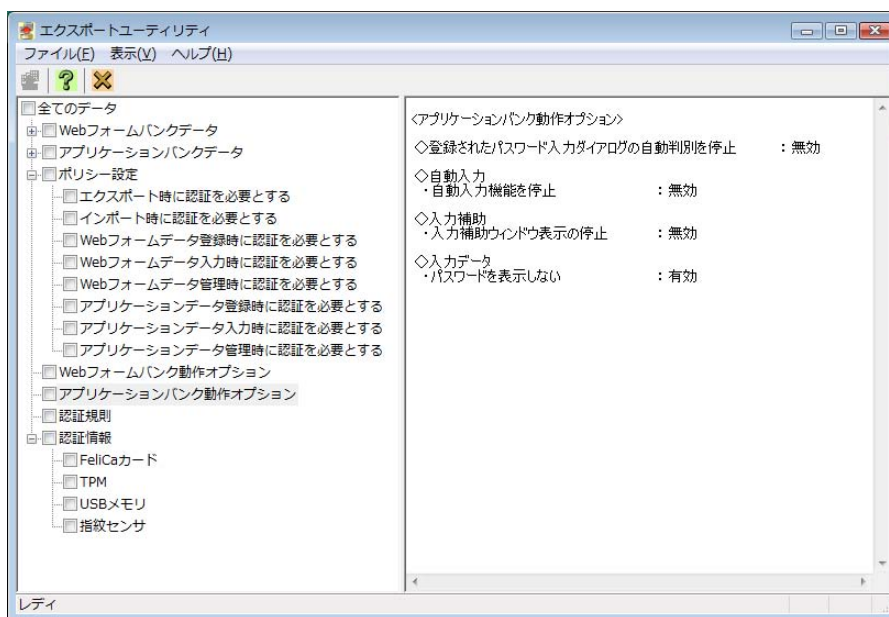 エクスポートユーティリティ
ファイル(F) 表示(V) ヘルプ(H)
全てのデータ
Webフォームバンクデータ
アプリケーションバンクデータ
ポリシー設定
エクスポート時に認証を必要とする
インポート時に認証を必要とする
Webフォームデータ登録時に認証を必要とする
Webフォームデータ入力時に認証を必要とする
Webフォームデータ管理時に認証を必要とする
アプリケーションデータ登録時に認証を必要とする
アプリケーションデータ入力時に認証を必要とする
アプリケーションデータ管理時に認証を必要とする
Webフォームバンク動作オプション
アプリケーションバンク動作オプション
認証規則
認証情報
FeliCaカード
TPM
USBメモリ
指紋センサ
<アプリケーションバンク動作オプション>
◇登録されたパスワード入力ダイアログの自動判別を停止 : 無効
◇自動入力
・自動入力機能を停止 : 無効
◇入力補助
・入力補助ウィンドウ表示の停止 : 無効
◇入力データ
・パスワードを表示しない : 有効
レディ